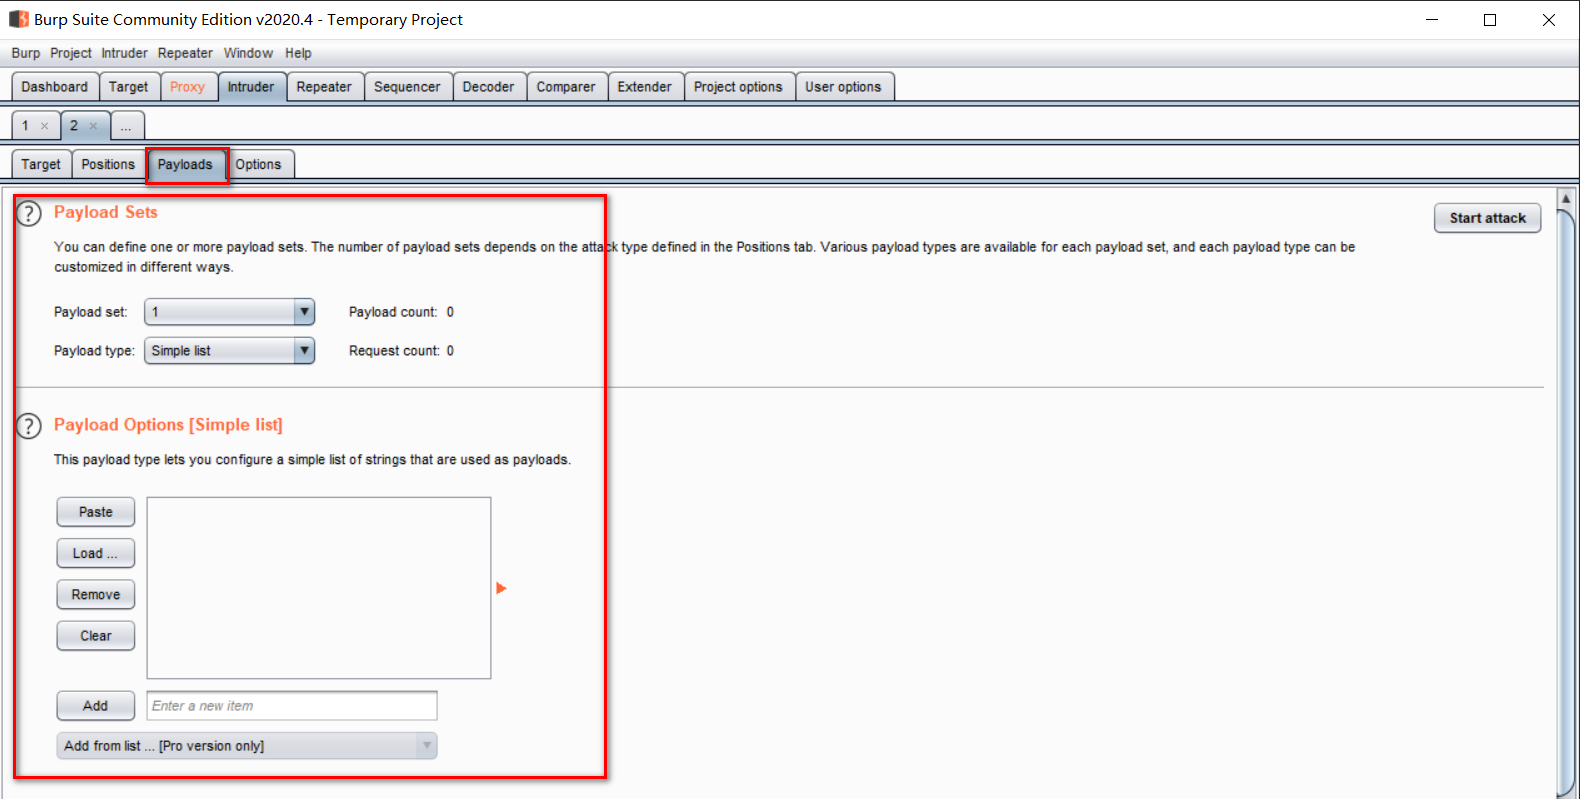 Burp Suite Community Edition v2020.4 - Temporary Project
Burp Project Intruder Repeater Window Help
Dashboard Target Proxy Intruder Repeater Sequencer Decoder Comparer Extender Project options User options
1 × 2 × ...
Target Positions Payloads Options
? Payload Sets
Start attack
You can define one or more payload sets. The number of payload sets depends on the attack type defined in the Positions tab. Various payload types are available for each payload set, and each payload type can be
customized in different ways.
Payload set: 1 Payload count: 0
Payload type: Simple list Request count: 0
? Payload Options [Simple list]
This payload type lets you configure a simple list of strings that are used as payloads.
Paste
Load ...
Remove
Clear
Add Enter a new item
Add from list ... [Pro version only]